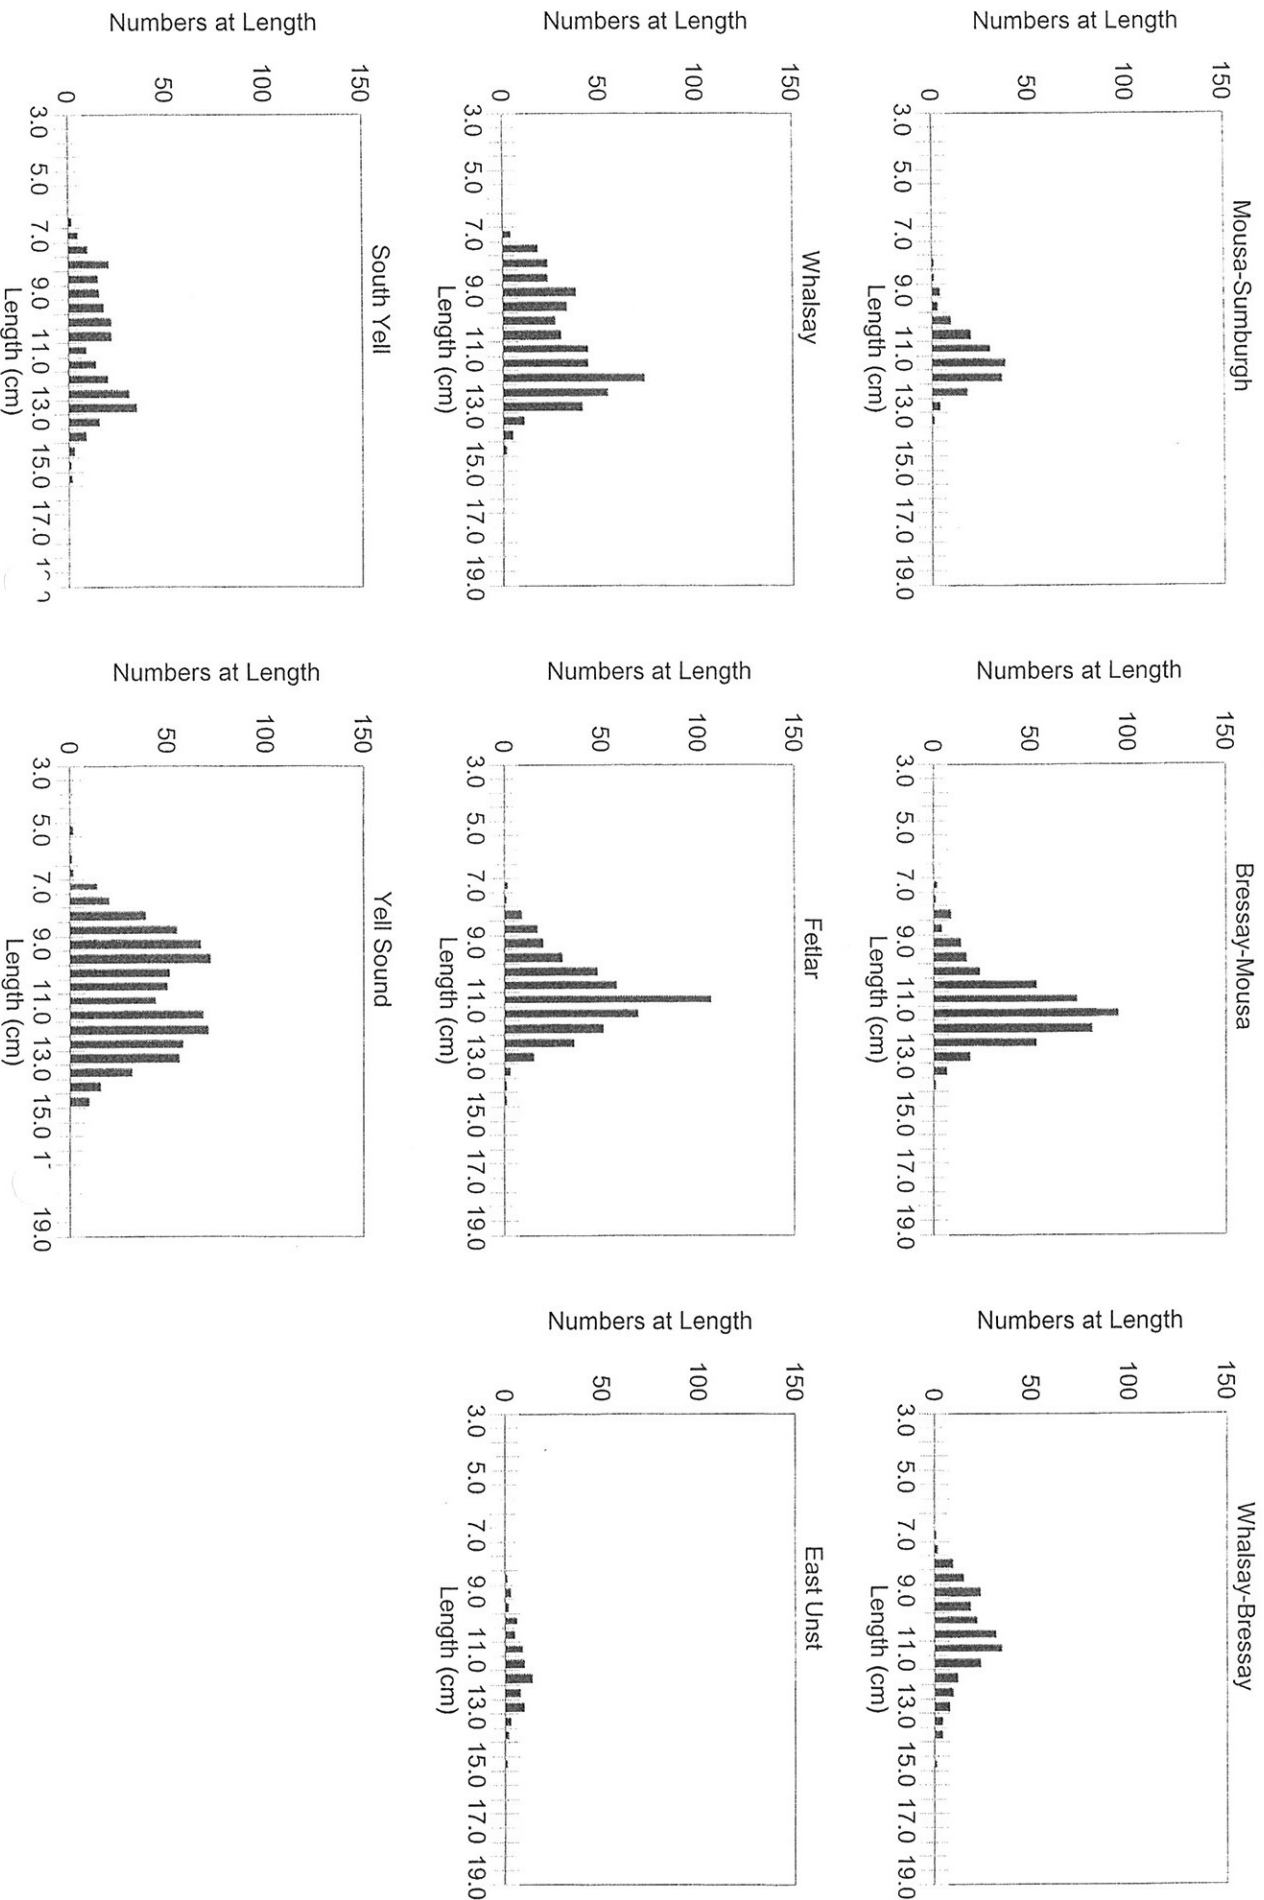 Mousa-Sumburgh
Numbers at Length
150
100
50
0
3.0 5.0 7.0 9.0 11.0 13.0 15.0 17.0 19.0
Length (cm)
Bressay-Mousa
Numbers at Length
150
100
50
0
3.0 5.0 7.0 9.0 11.0 13.0 15.0 17.0 19.0
Length (cm)
Whalsay-Bressay
Numbers at Length
150
100
50
0
3.0 5.0 7.0 9.0 11.0 13.0 15.0 17.0 19.0
Length (cm)
Whalsay
Numbers at Length
150
100
50
0
3.0 5.0 7.0 9.0 11.0 13.0 15.0 17.0 19.0
Length (cm)
Fetlar
Numbers at Length
150
100
50
0
3.0 5.0 7.0 9.0 11.0 13.0 15.0 17.0 19.0
Length (cm)
East Unst
Numbers at Length
150
100
50
0
3.0 5.0 7.0 9.0 11.0 13.0 15.0 17.0 19.0
Length (cm)
South Yell
Numbers at Length
150
100
50
0
3.0 5.0 7.0 9.0 11.0 13.0 15.0 17.0
Length (cm)
Yell Sound
Numbers at Length
150
100
50
0
3.0 5.0 7.0 9.0 11.0 13.0 15.0 19.0
Length (cm)